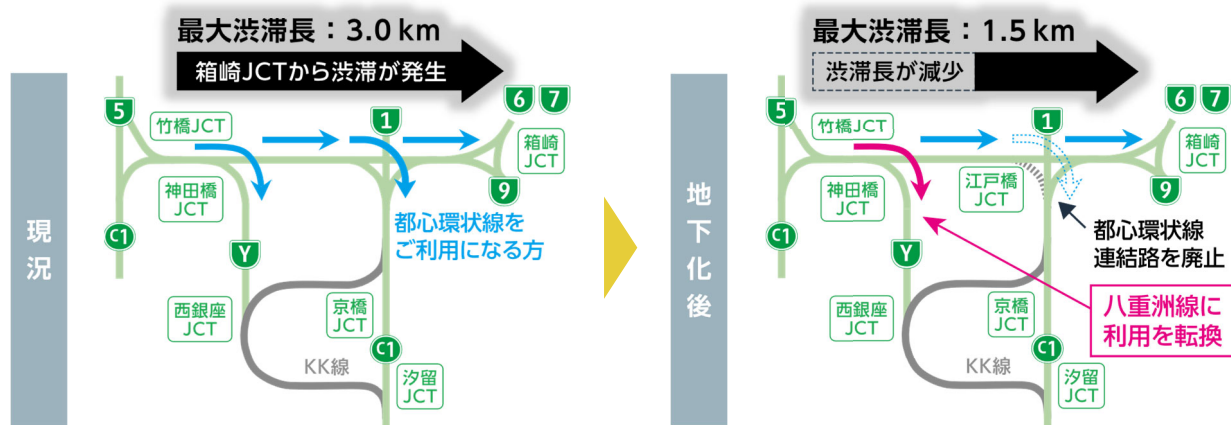 現況
最大渋滞長：3.0 km
箱崎JCTから渋滞が発生
5
竹橋JCT
1
6
7
箱崎
JCT
神田橋
JCT
9
C1
都心環状線を
ご利用になる方
Y
西銀座
JCT
京橋
JCT
C1
KK線
汐留
JCT
地下化後
最大渋滞長：1.5 km
渋滞長が減少
5
竹橋JCT
1
6
7
箱崎
JCT
神田橋
JCT
江戸橋
JCT
9
C1
都心環状線
連結路を廃止
Y
八重洲線に
利用を転換
西銀座
JCT
京橋
JCT
C1
KK線
汐留
JCT